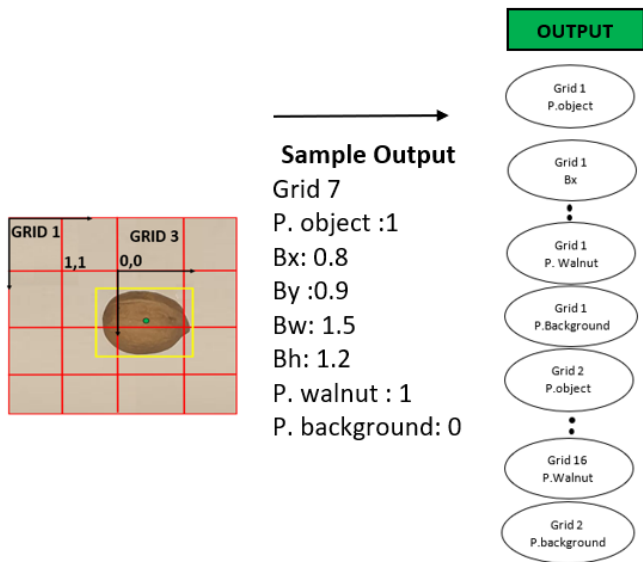 GRID 1
GRID 3
1,1
0,0
Sample Output
Grid 7
P. object :1
Bx: 0.8
By :0.9
Bw: 1.5
Bh: 1.2
P. walnut : 1
P. background: 0
OUTPUT
Grid 1
P.object
Grid 1
Bx
Grid 1
P. Walnut
Grid 1
P.Background
Grid 2
P.object
Grid 16
P.Walnut
Grid 2
P.background